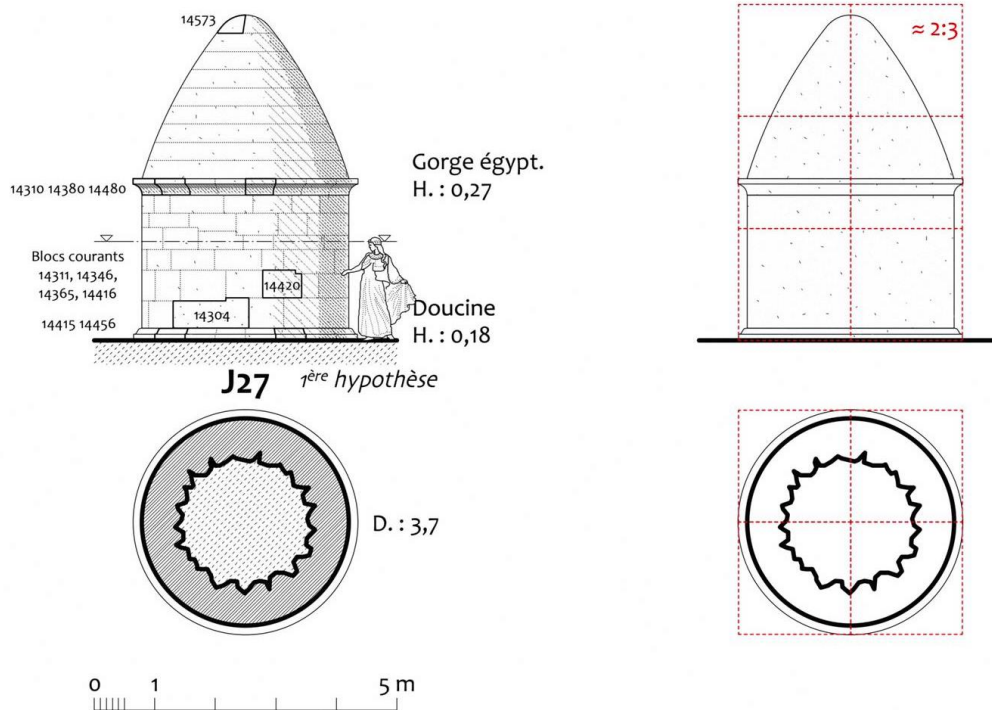 14573
≈ 2:3
Gorge égypt.
H. : 0,27
14310 14380 14480
Blocs courants
14311, 14346,
14365, 14416
14420
14304
14415 14456
Doucine
H. : 0,18
J27 1ère hypothèse
D. : 3,7
0 1 5 m